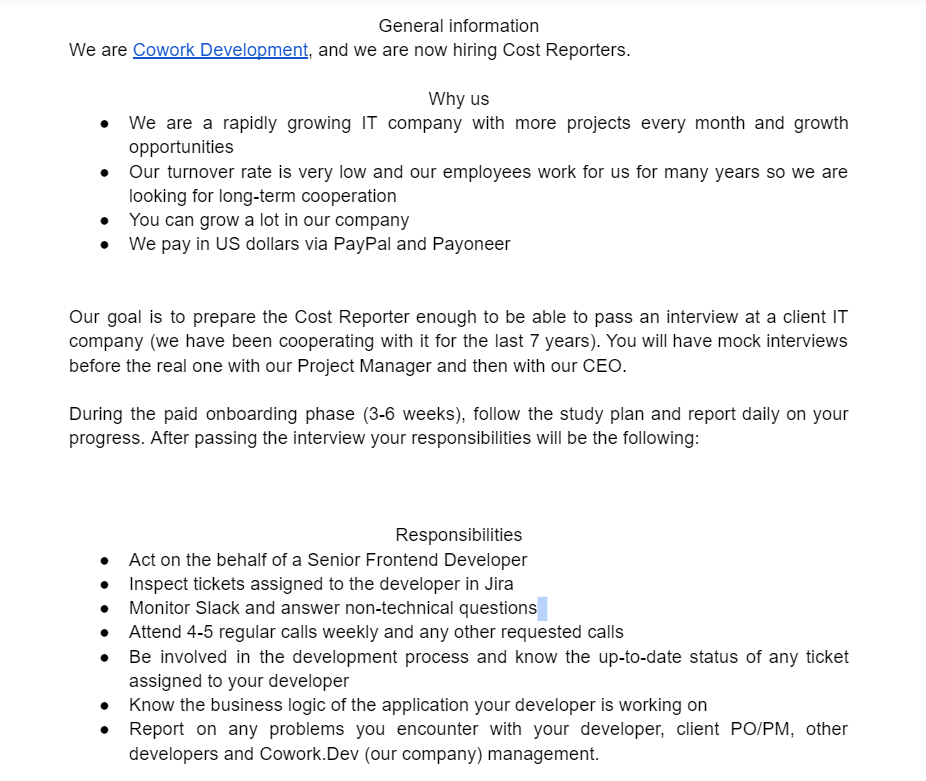 General information
We are Cowork Development, and we are now hiring Cost Reporters.
Why us
● We are a rapidly growing IT company with more projects every month and growth
opportunities
● Our turnover rate is very low and our employees work for us for many years so we are
looking for long-term cooperation
● You can grow a lot in our company
● We pay in US dollars via PayPal and Payoneer
Our goal is to prepare the Cost Reporter enough to be able to pass an interview at a client IT
company (we have been cooperating with it for the last 7 years). You will have mock interviews
before the real one with our Project Manager and then with our CEO.
During the paid onboarding phase (3-6 weeks), follow the study plan and report daily on your
progress. After passing the interview your responsibilities will be the following:
Responsibilities
● Act on the behalf of a Senior Frontend Developer
● Inspect tickets assigned to the developer in Jira
● Monitor Slack and answer non-technical questions
● Attend 4-5 regular calls weekly and any other requested calls
● Be involved in the development process and know the up-to-date status of any ticket
assigned to your developer
● Know the business logic of the application your developer is working on
● Report on any problems you encounter with your developer, client PO/PM, other
developers and Cowork.Dev (our company) management.